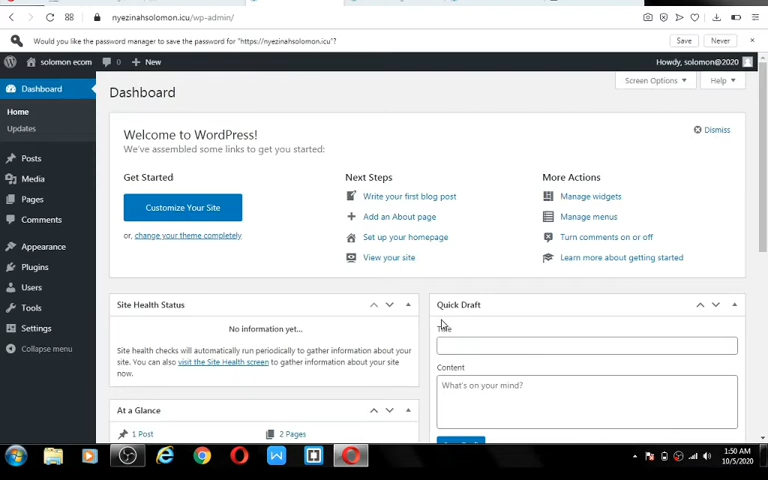 nyezinahsolomon.icu/wp-admin/
Would you like the password manager to save the password for "https://nyezinahsolomon.icu"?
Save
Never
solomon ecom
0
New
Howdy, solomon@2020
Dashboard
Home
Updates
Posts
Media
Pages
Comments
Appearance
Plugins
Users
Tools
Settings
Collapse menu
Screen Options
Help
Dashboard
Welcome to WordPress!
We've assembled some links to get you started:
Dismiss
Get Started
Customize Your Site
or, change your theme completely
Next Steps
Write your first blog post
Add an About page
Set up your homepage
View your site
More Actions
Manage widgets
Manage menus
Turn comments on or off
Learn more about getting started
Site Health Status
No information yet...
Site health checks will automatically run periodically to gather information about your
site. You can also visit the Site Health screen to gather information about your site
now.
At a Glance
1 Post
2 Pages
Quick Draft
Title
Content
What's on your mind?
1:50 AM
10/5/2020